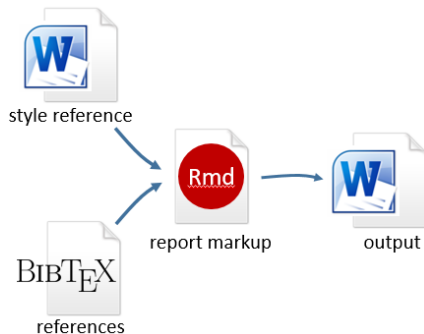 W
style reference
Rmd
report markup
W
output
BIBTEX
references